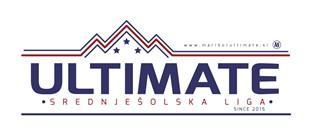 www.mariborultimate.si
ULTIMATE
•SREDNJEŠOLSKA LIGA•
SINCE 2015